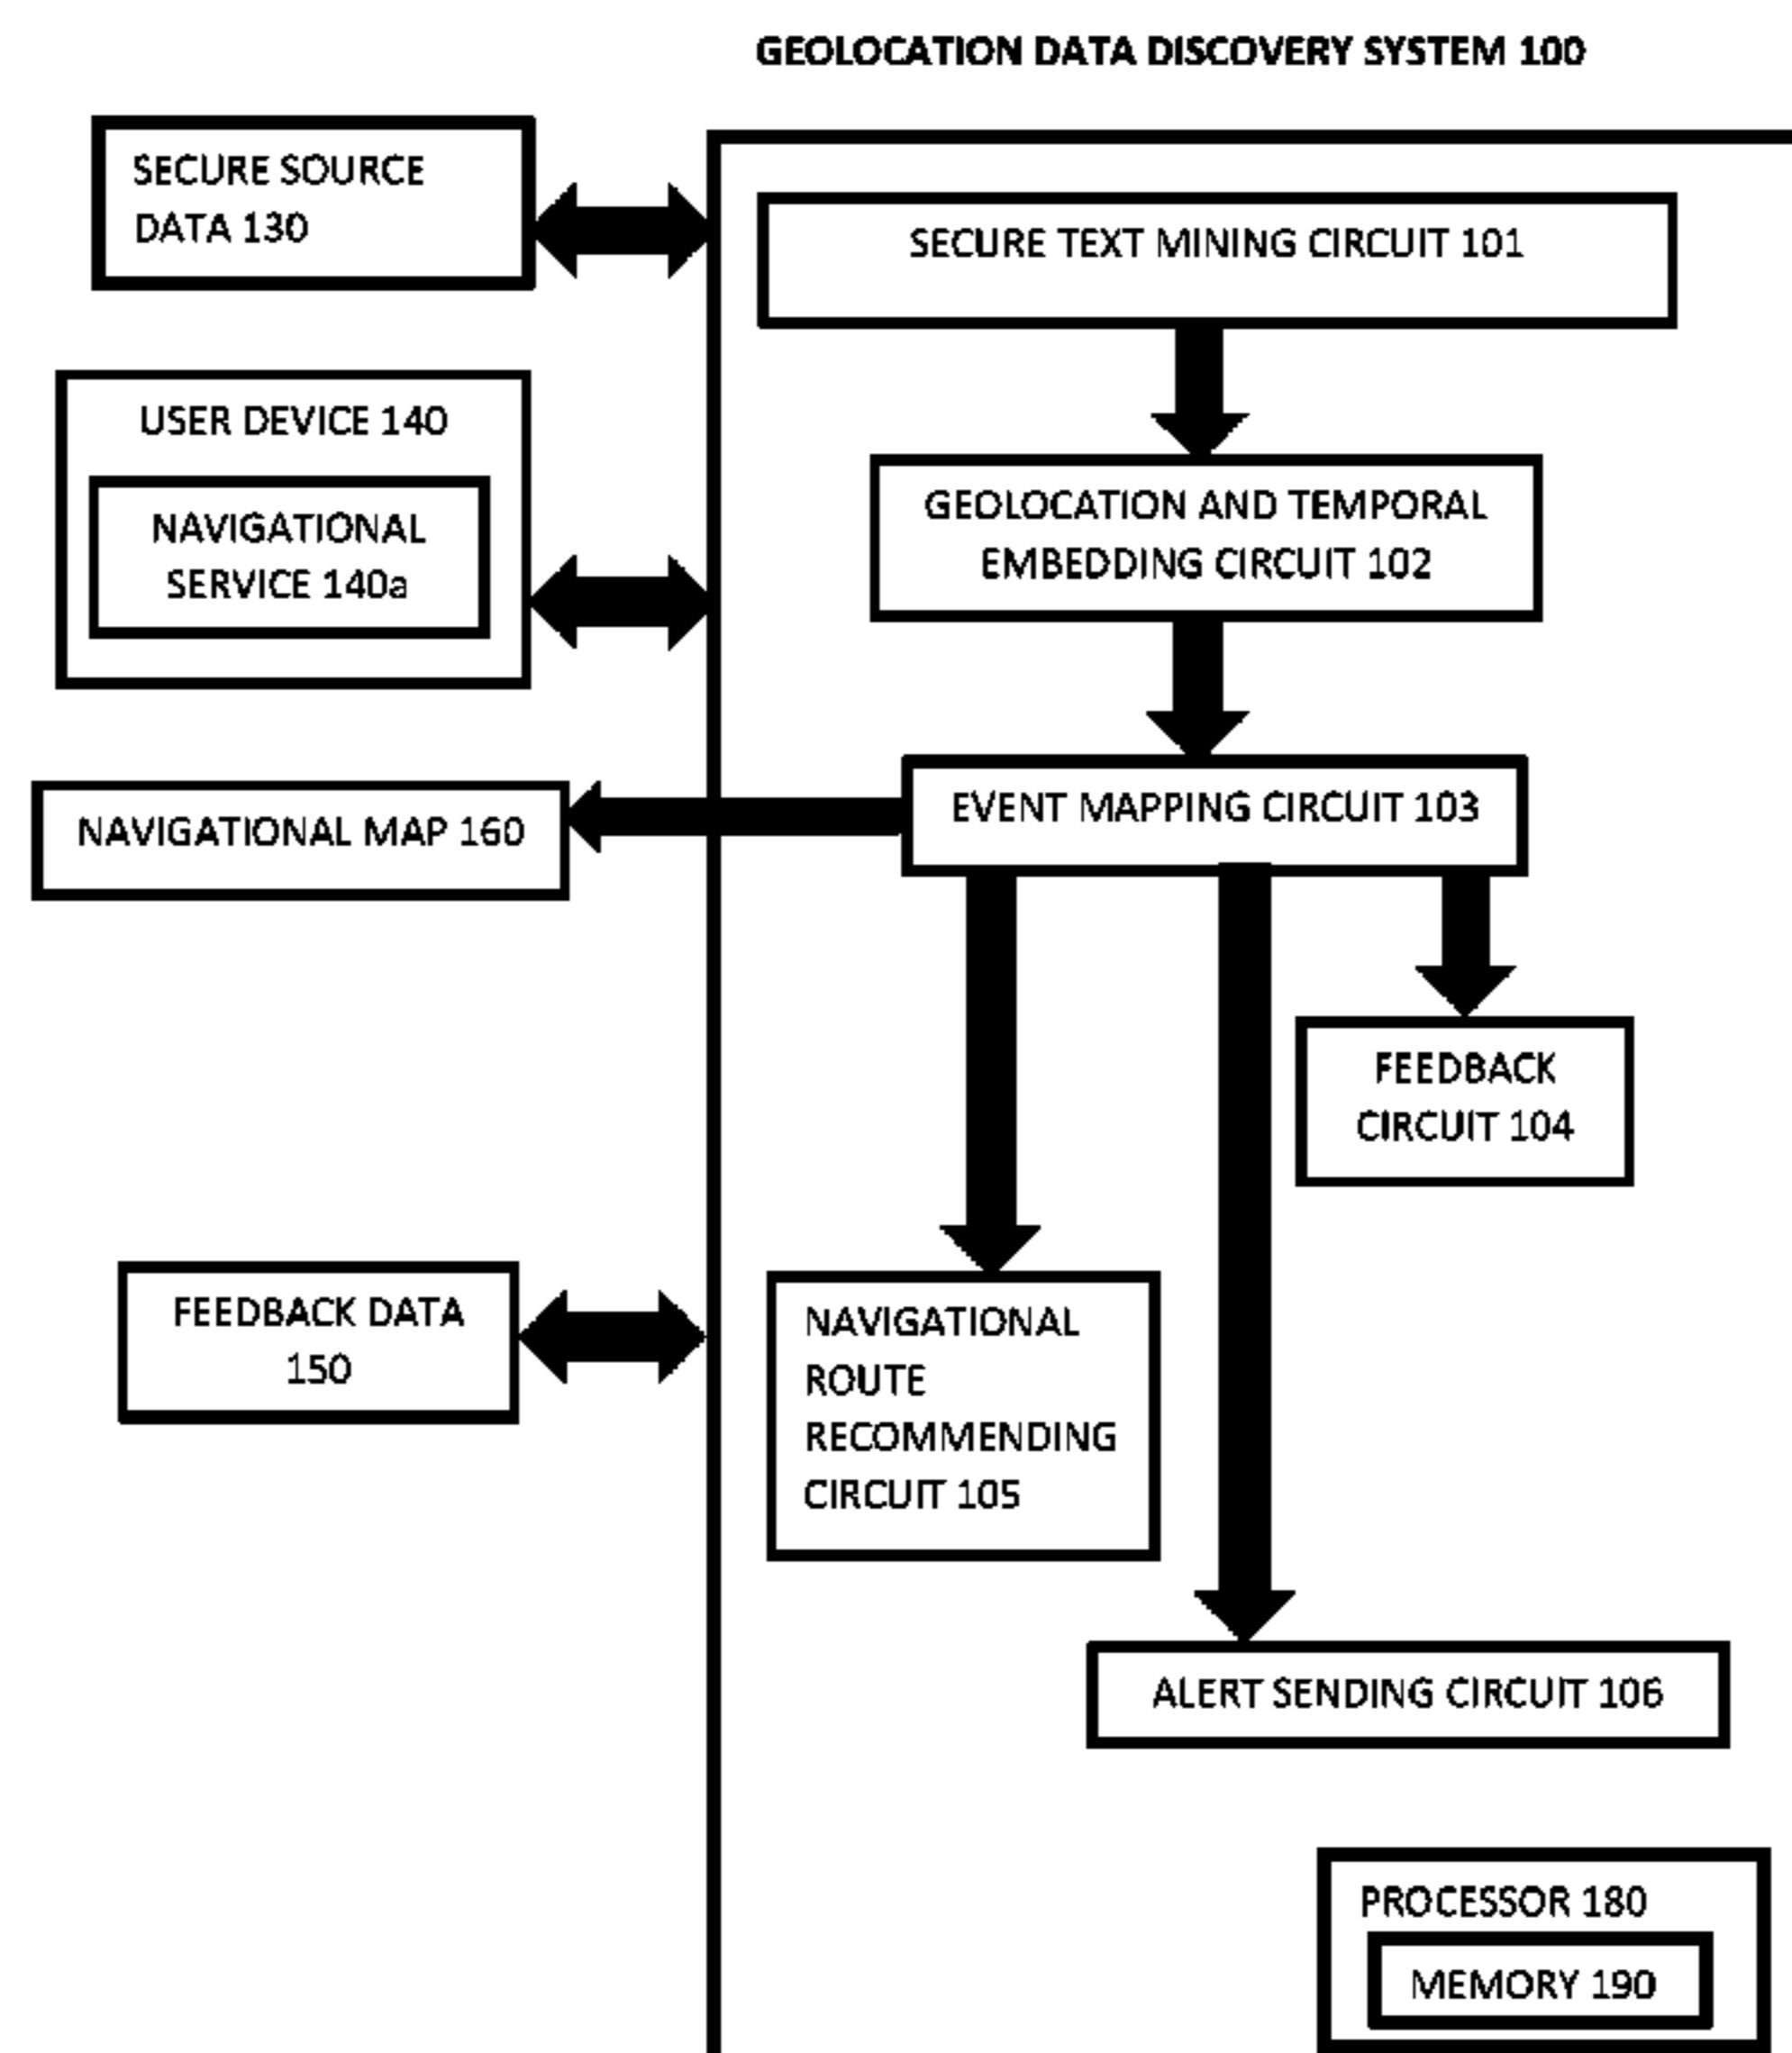 GEOLOCATION DATA DISCOVERY SYSTEM 100
SECURE SOURCE
DATA 130
SECURE TEXT MINING CIRCUIT 101
USER DEVICE 140
NAVIGATIONAL
SERVICE 140a
GEOLOCATION AND TEMPORAL
EMBEDDING CIRCUIT 102
NAVIGATIONAL MAP 160
EVENT MAPPING CIRCUIT 103
FEEDBACK
CIRCUIT 104
FEEDBACK DATA
150
NAVIGATIONAL
ROUTE
RECOMMENDING
CIRCUIT 105
ALERT SENDING CIRCUIT 106
PROCESSOR 180
MEMORY 190